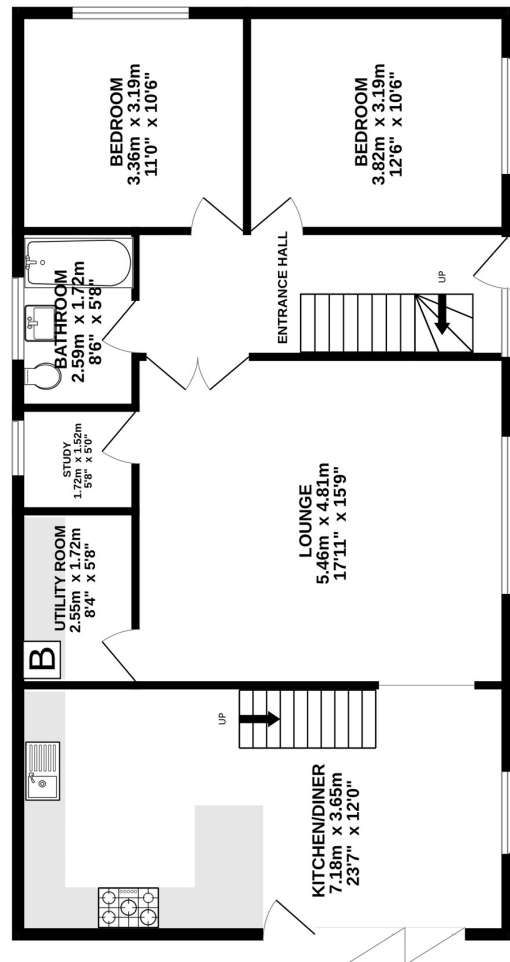 BEDROOM
3.36m x 3.19m
11'0" x 10'6"
BEDROOM
3.82m x 3.19m
12'6" x 10'6"
BATHROOM
2.59m x 1.72m
8'6" x 5'8"
ENTRANCE HALL
UP
STUDY
1.72m x 1.52m
5'8" x 5'0"
LOUNGE
5.46m x 4.81m
17'11" x 15'9"
UTILITY ROOM
2.55m x 1.72m
8'4" x 5'8"
B
UP
KITCHEN/DINER
7.18m x 3.65m
23'7" x 12'0"